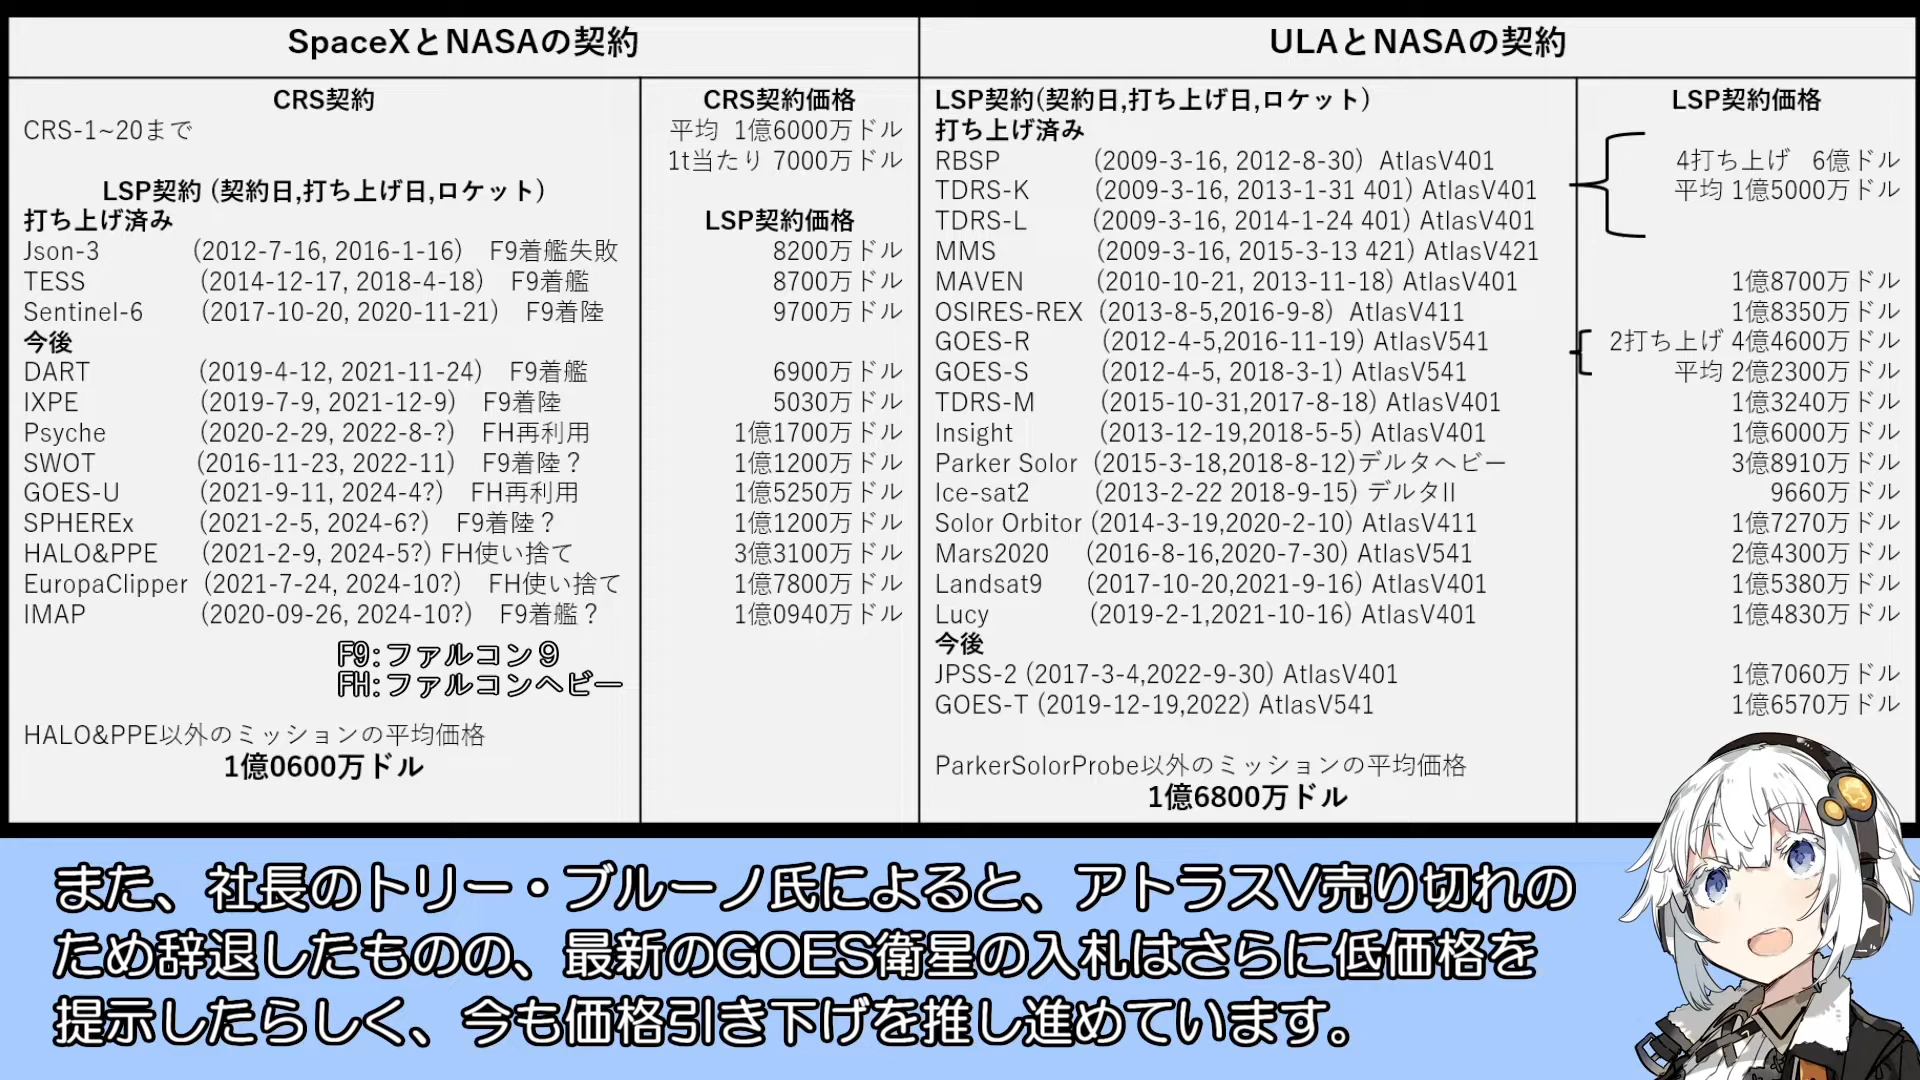 SpaceXとNASAの契約
CRS契約
CRS契約価格
CRS-1~20まで
平均 1億6000万ドル
1t当たり 7000万ドル
LSP契約 (契約日,打ち上げ日,ロケット)
打ち上げ済み
LSP契約価格
Json-3 (2012-7-16, 2016-1-16) F9着艦失敗 8200万ドル
TESS (2014-12-17, 2018-4-18) F9着艦 8700万ドル
Sentinel-6 (2017-10-20, 2020-11-21) F9着陸 9700万ドル
今後
DART (2019-4-12, 2021-11-24) F9着艦 6900万ドル
IXPE (2019-7-9, 2021-12-9) F9着陸 5030万ドル
Psyche (2020-2-29, 2022-8-?) FH再利用 1億1700万ドル
SWOT (2016-11-23, 2022-11) F9着陸？ 1億1200万ドル
GOES-U (2021-9-11, 2024-4?) FH再利用 1億5250万ドル
SPHEREx (2021-2-5, 2024-6?) F9着陸？ 1億1200万ドル
HALO&PPE (2021-2-9, 2024-5?) FH使い捨て 3億3100万ドル
EuropaClipper (2021-7-24, 2024-10?) FH使い捨て 1億7800万ドル
IMAP (2020-09-26, 2024-10?) F9着艦？ 1億0940万ドル
F9:ファルコン９
FH:ファルコンヘビー
HALO&PPE以外のミッションの平均価格
1億0600万ドル
ULAとNASAの契約
LSP契約(契約日,打ち上げ日,ロケット)
LSP契約価格
打ち上げ済み
RBSP (2009-3-16, 2012-8-30) AtlasV401 4打ち上げ 6億ドル
TDRS-K (2009-3-16, 2013-1-31 401) AtlasV401 平均 1億5000万ドル
TDRS-L (2009-3-16, 2014-1-24 401) AtlasV401
MMS (2009-3-16, 2015-3-13 421) AtlasV421
MAVEN (2010-10-21, 2013-11-18) AtlasV401 1億8700万ドル
OSIRES-REX (2013-8-5,2016-9-8) AtlasV411 1億8350万ドル
GOES-R (2012-4-5,2016-11-19) AtlasV541 2打ち上げ 4億4600万ドル
GOES-S (2012-4-5, 2018-3-1) AtlasV541 平均 2億2300万ドル
TDRS-M (2015-10-31,2017-8-18) AtlasV401 1億3240万ドル
Insight (2013-12-19,2018-5-5) AtlasV401 1億6000万ドル
Parker Solor (2015-3-18,2018-8-12)デルタヘビー 3億8910万ドル
Ice-sat2 (2013-2-22 2018-9-15) デルタII 9660万ドル
Solor Orbitor (2014-3-19,2020-2-10) AtlasV411 1億7270万ドル
Mars2020 (2016-8-16,2020-7-30) AtlasV541 2億4300万ドル
Landsat9 (2017-10-20,2021-9-16) AtlasV401 1億5380万ドル
Lucy (2019-2-1,2021-10-16) AtlasV401 1億4830万ドル
今後
JPSS-2 (2017-3-4,2022-9-30) AtlasV401 1億7060万ドル
GOES-T (2019-12-19,2022) AtlasV541 1億6570万ドル
ParkerSolorProbe以外のミッションの平均価格
1億6800万ドル
また、社長のトリー・ブルーノ氏によると、アトラスV売り切れの
ため辞退したものの、最新のGOES衛星の入札はさらに低価格を
提示したらしく、今も価格引き下げを推し進めています。